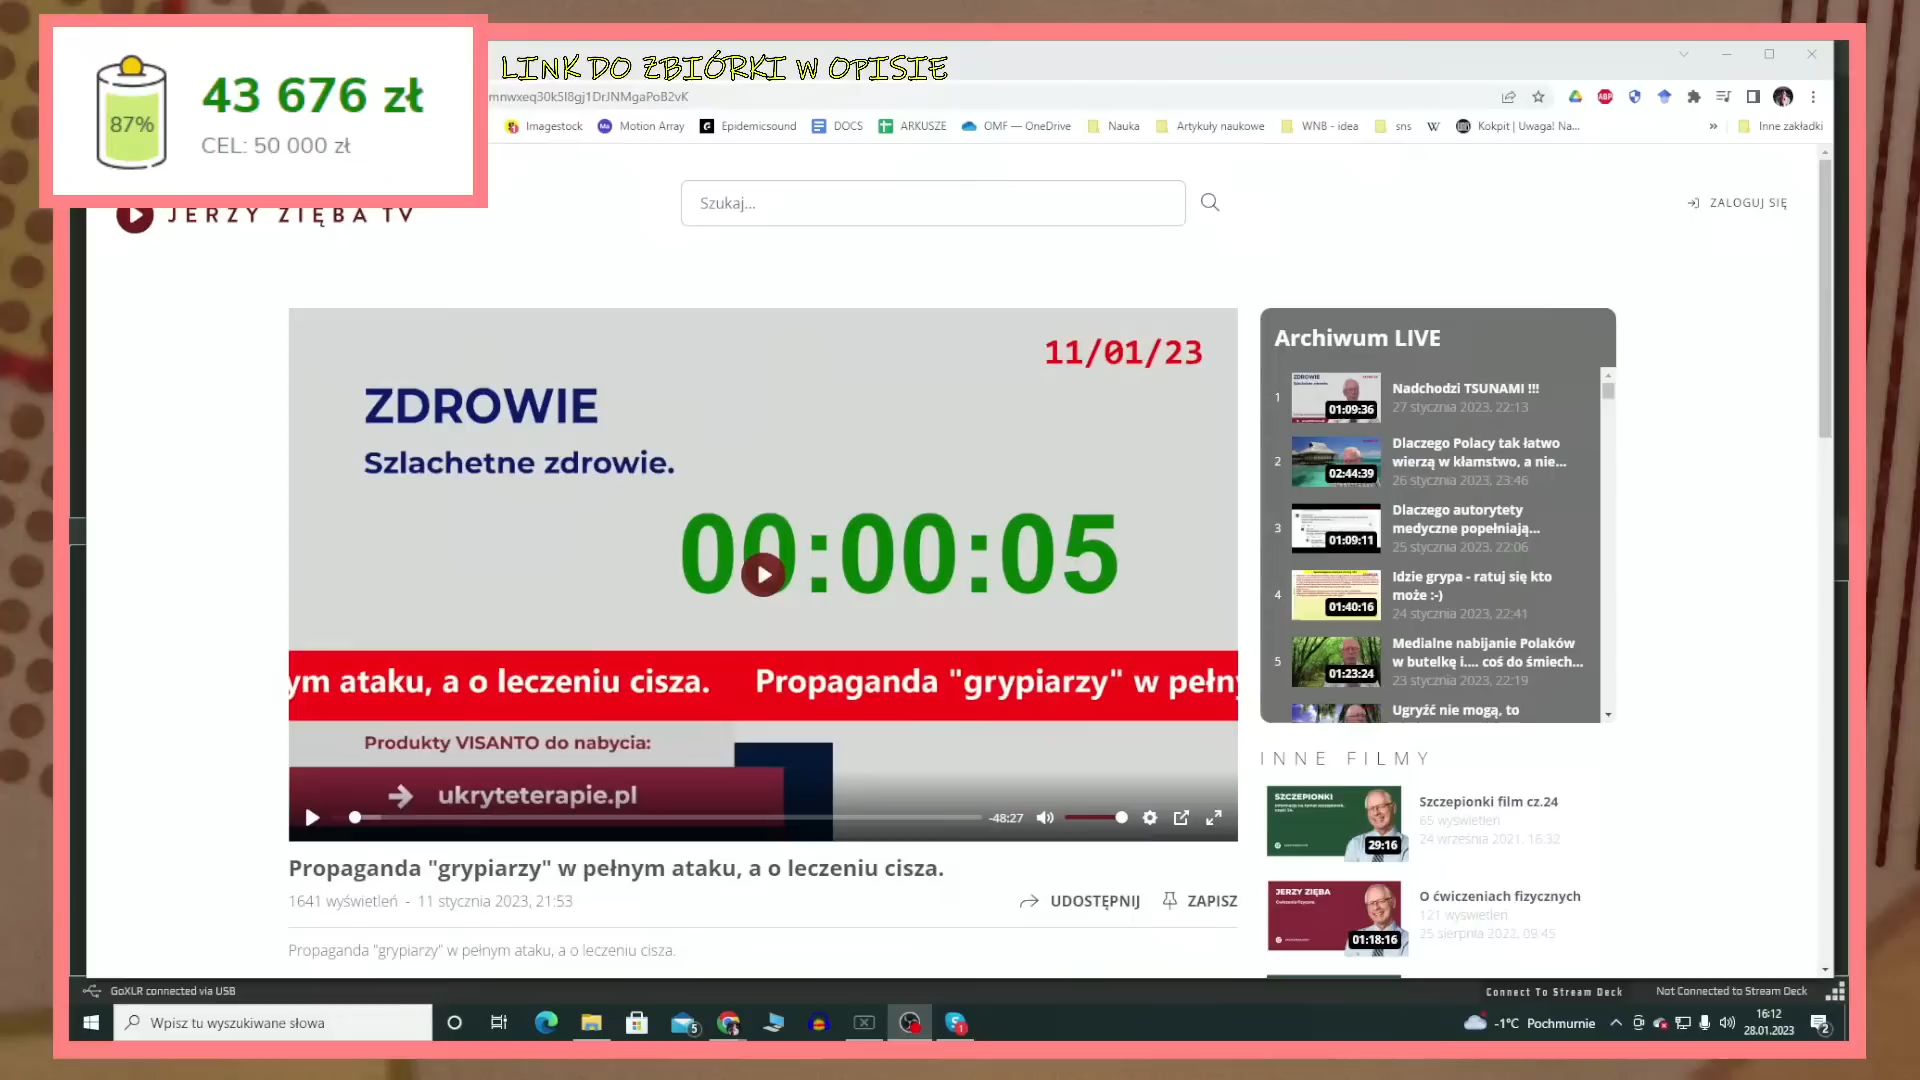 43 676 zł
87%
CEL: 50 000 zł
LINK DO ZBIÓRKI W OPISIE
mnwxeq30k5l8gj1DrJNMgaPoB2vK
Imagestock
Motion Array
Epidemicsound
DOCS
ARKUSZE
OMF — OneDrive
Nauka
Artykuły naukowe
WNB - idea
sns
Kokpit | Uwaga! Na...
»
Inne zakładki
JERZY ZIĘBA TV
Szukaj...
ZALOGUJ SIĘ
11/01/23
ZDROWIE
Szlachetne zdrowie.
00:00:05
ym ataku, a o leczeniu cisza. Propaganda "grypiarzy" w pełny
Produkty VISANTO do nabycia:
ukryteterapie.pl
-48:27
Propaganda "grypiarzy" w pełnym ataku, a o leczeniu cisza.
1641 wyświetleń - 11 stycznia 2023, 21:53
UDOSTĘPNIJ
ZAPISZ
Propaganda "grypiarzy" w pełnym ataku, a o leczeniu cisza.
Archiwum LIVE
1
01:09:36
Nadchodzi TSUNAMI !!!
27 stycznia 2023, 22:13
2
02:44:39
Dlaczego Polacy tak łatwo
wierzą w kłamstwo, a nie...
26 stycznia 2023, 23:46
3
01:09:11
Dlaczego autorytety
medyczne popełniają...
25 stycznia 2023, 22:06
4
01:40:16
Idzie grypa - ratuj się kto
może :-)
24 stycznia 2023, 22:41
5
01:23:24
Medialne nabijanie Polaków
w butelkę i.... coś do śmiech...
23 stycznia 2023, 22:19
Ugryźć nie mogą, to
INNE FILMY
SZCZEPIONKI
29:16
Szczepionki film cz.24
65 wyświetleń
24 września 2021, 16:32
JERZY ZIĘBA
01:18:16
O ćwiczeniach fizycznych
121 wyświetleń
25 sierpnia 2022, 09:45
GoXLR connected via USB
Connect To Stream Deck
Not Connected to Stream Deck
Wpisz tu wyszukiwane słowa
5
1
-1°C Pochmurnie
16:12
28.01.2023
2